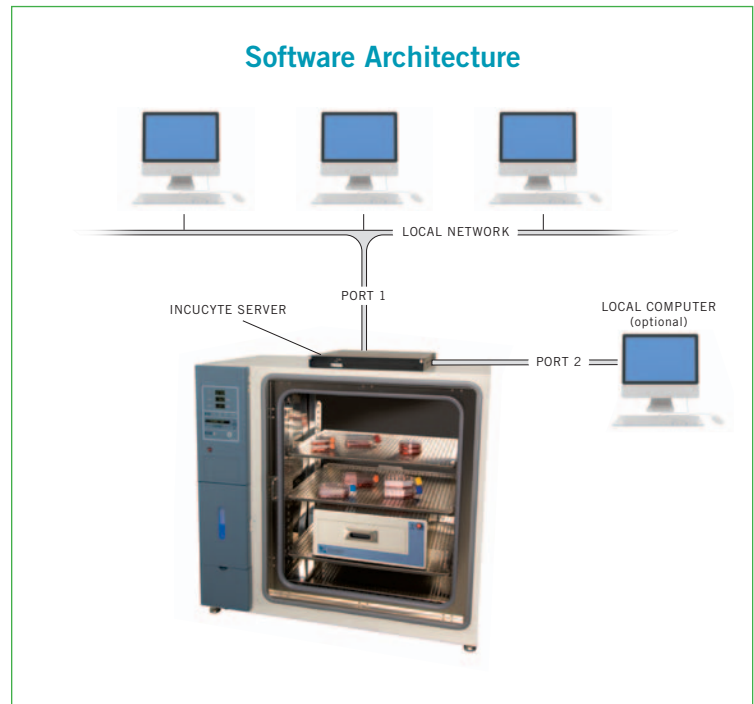 Software Architecture
LOCAL NETWORK
PORT 1
INCUCYTE SERVER
LOCAL COMPUTER
(optional)
PORT 2